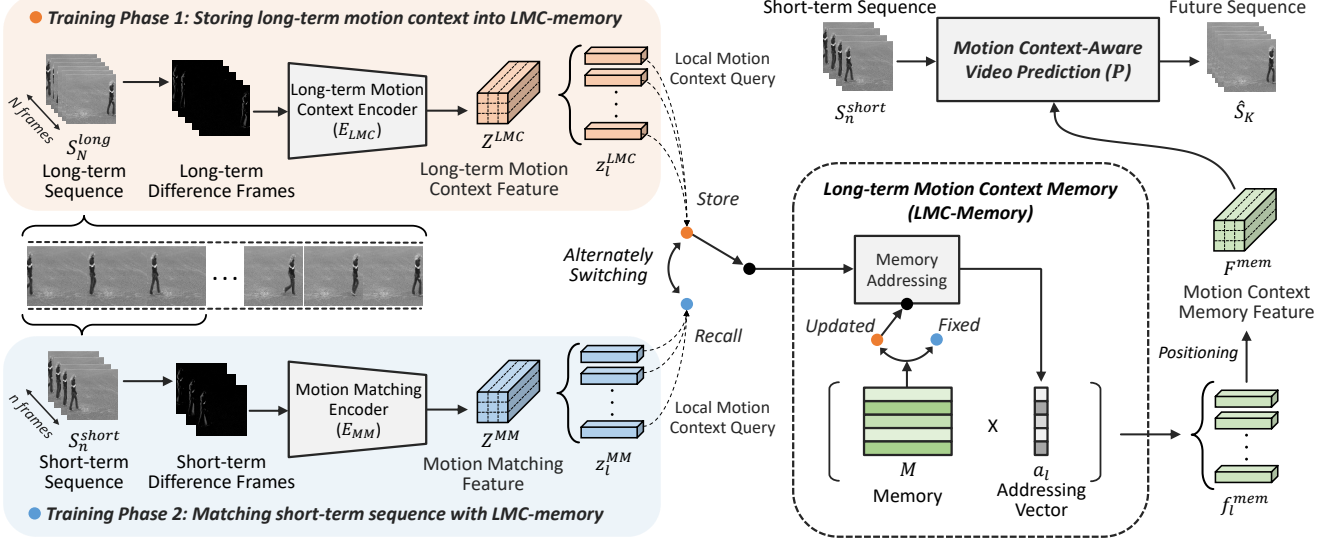 Training Phase 1: Storing long-term motion context into LMC-memory
N frames
S_N^{long}
Long-term
Sequence
Long-term
Difference Frames
Long-term Motion
Context Encoder
(E_{LMC})
Z^{LMC}
Long-term Motion
Context Feature
z_l^{LMC}
Local Motion
Context Query
Store
Alternately
Switching
Recall
Local Motion
Context Query
n frames
S_n^{short}
Short-term
Sequence
Short-term
Difference Frames
Motion Matching
Encoder
(E_{MM})
Z^{MM}
Motion Matching
Feature
z_l^{MM}
Training Phase 2: Matching short-term sequence with LMC-memory
Short-term Sequence
S_n^{short}
Motion Context-Aware
Video Prediction (P)
Future Sequence
Ŝ_K
Long-term Motion Context Memory
(LMC-Memory)
Memory
Addressing
Updated
Fixed
M
Memory
X
a_l
Addressing
Vector
F^{mem}
Motion Context
Memory Feature
Positioning
f_l^{mem}